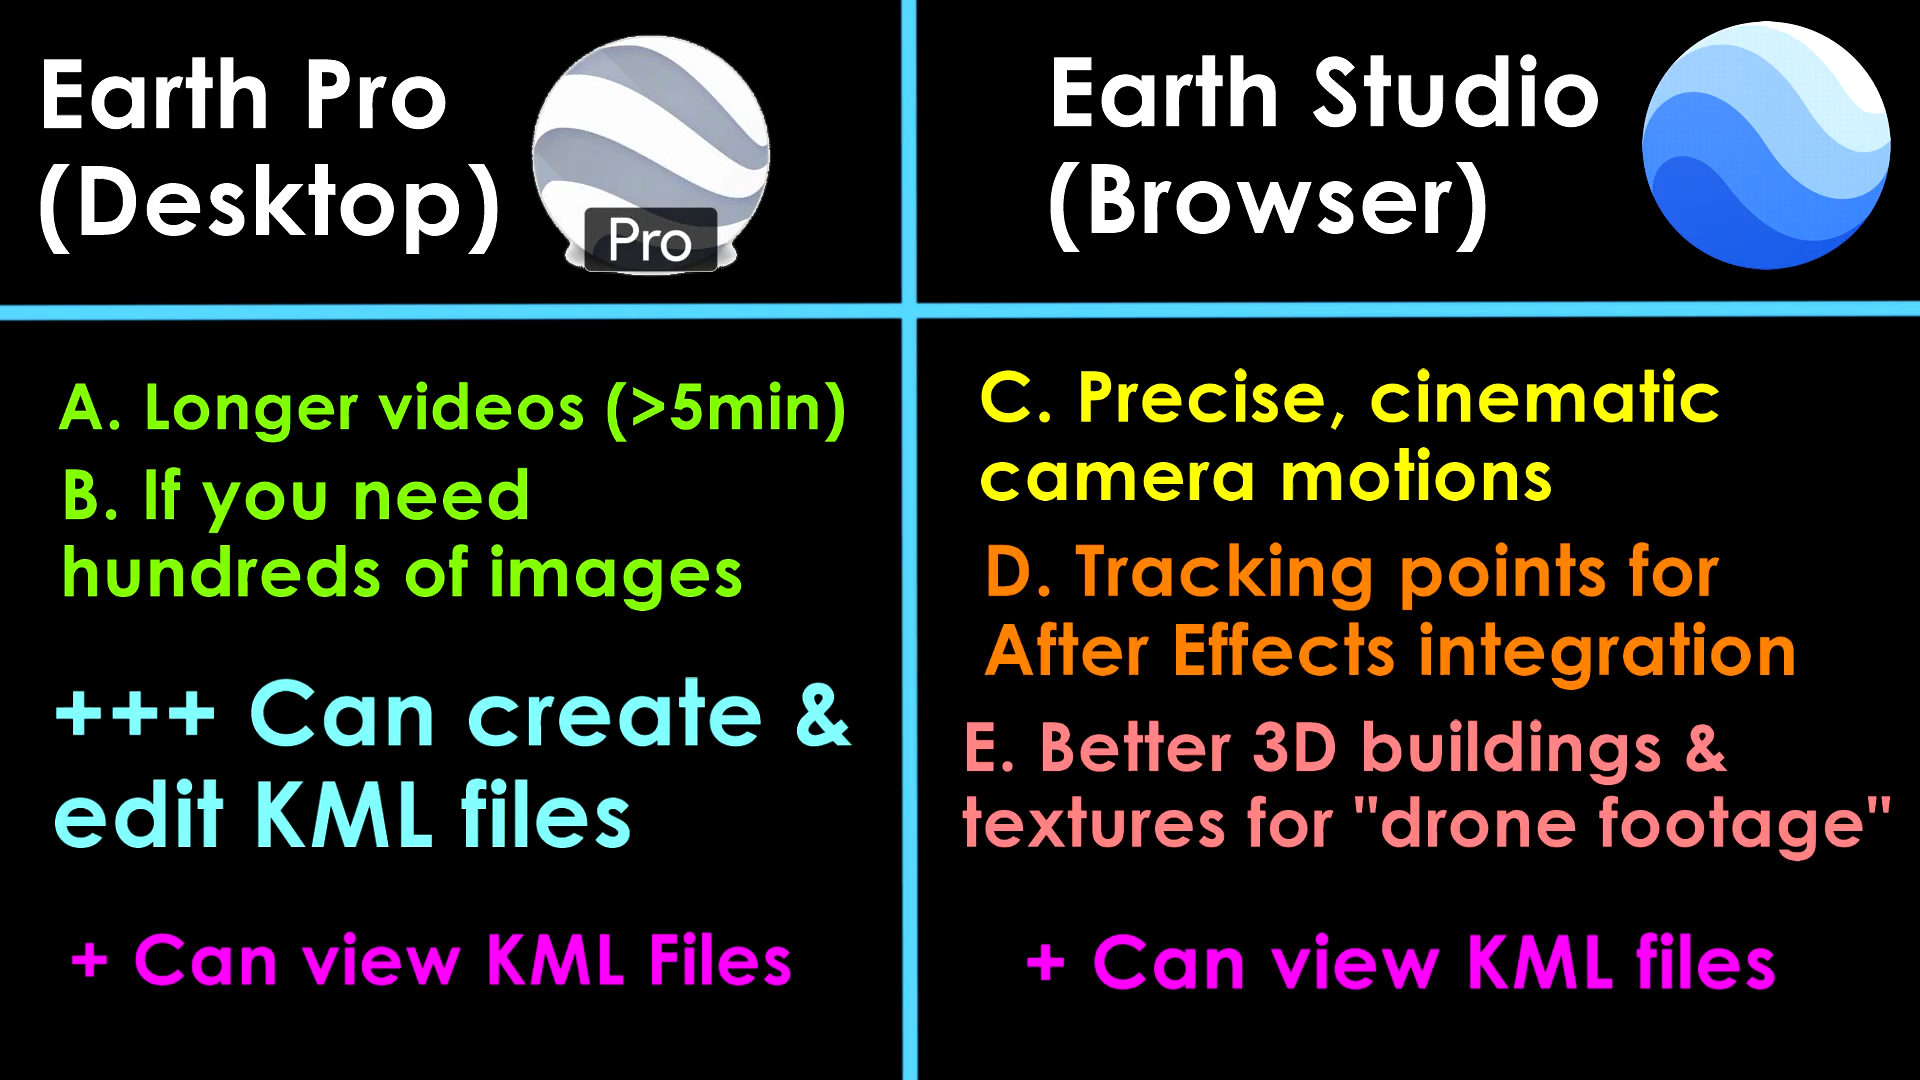 Earth Pro
(Desktop)
Pro
Earth Studio
(Browser)
A. Longer videos (>5min)
B. If you need
hundreds of images
+++ Can create &
edit KML files
+ Can view KML Files
C. Precise, cinematic
camera motions
D. Tracking points for
After Effects integration
E. Better 3D buildings &
textures for "drone footage"
+ Can view KML files